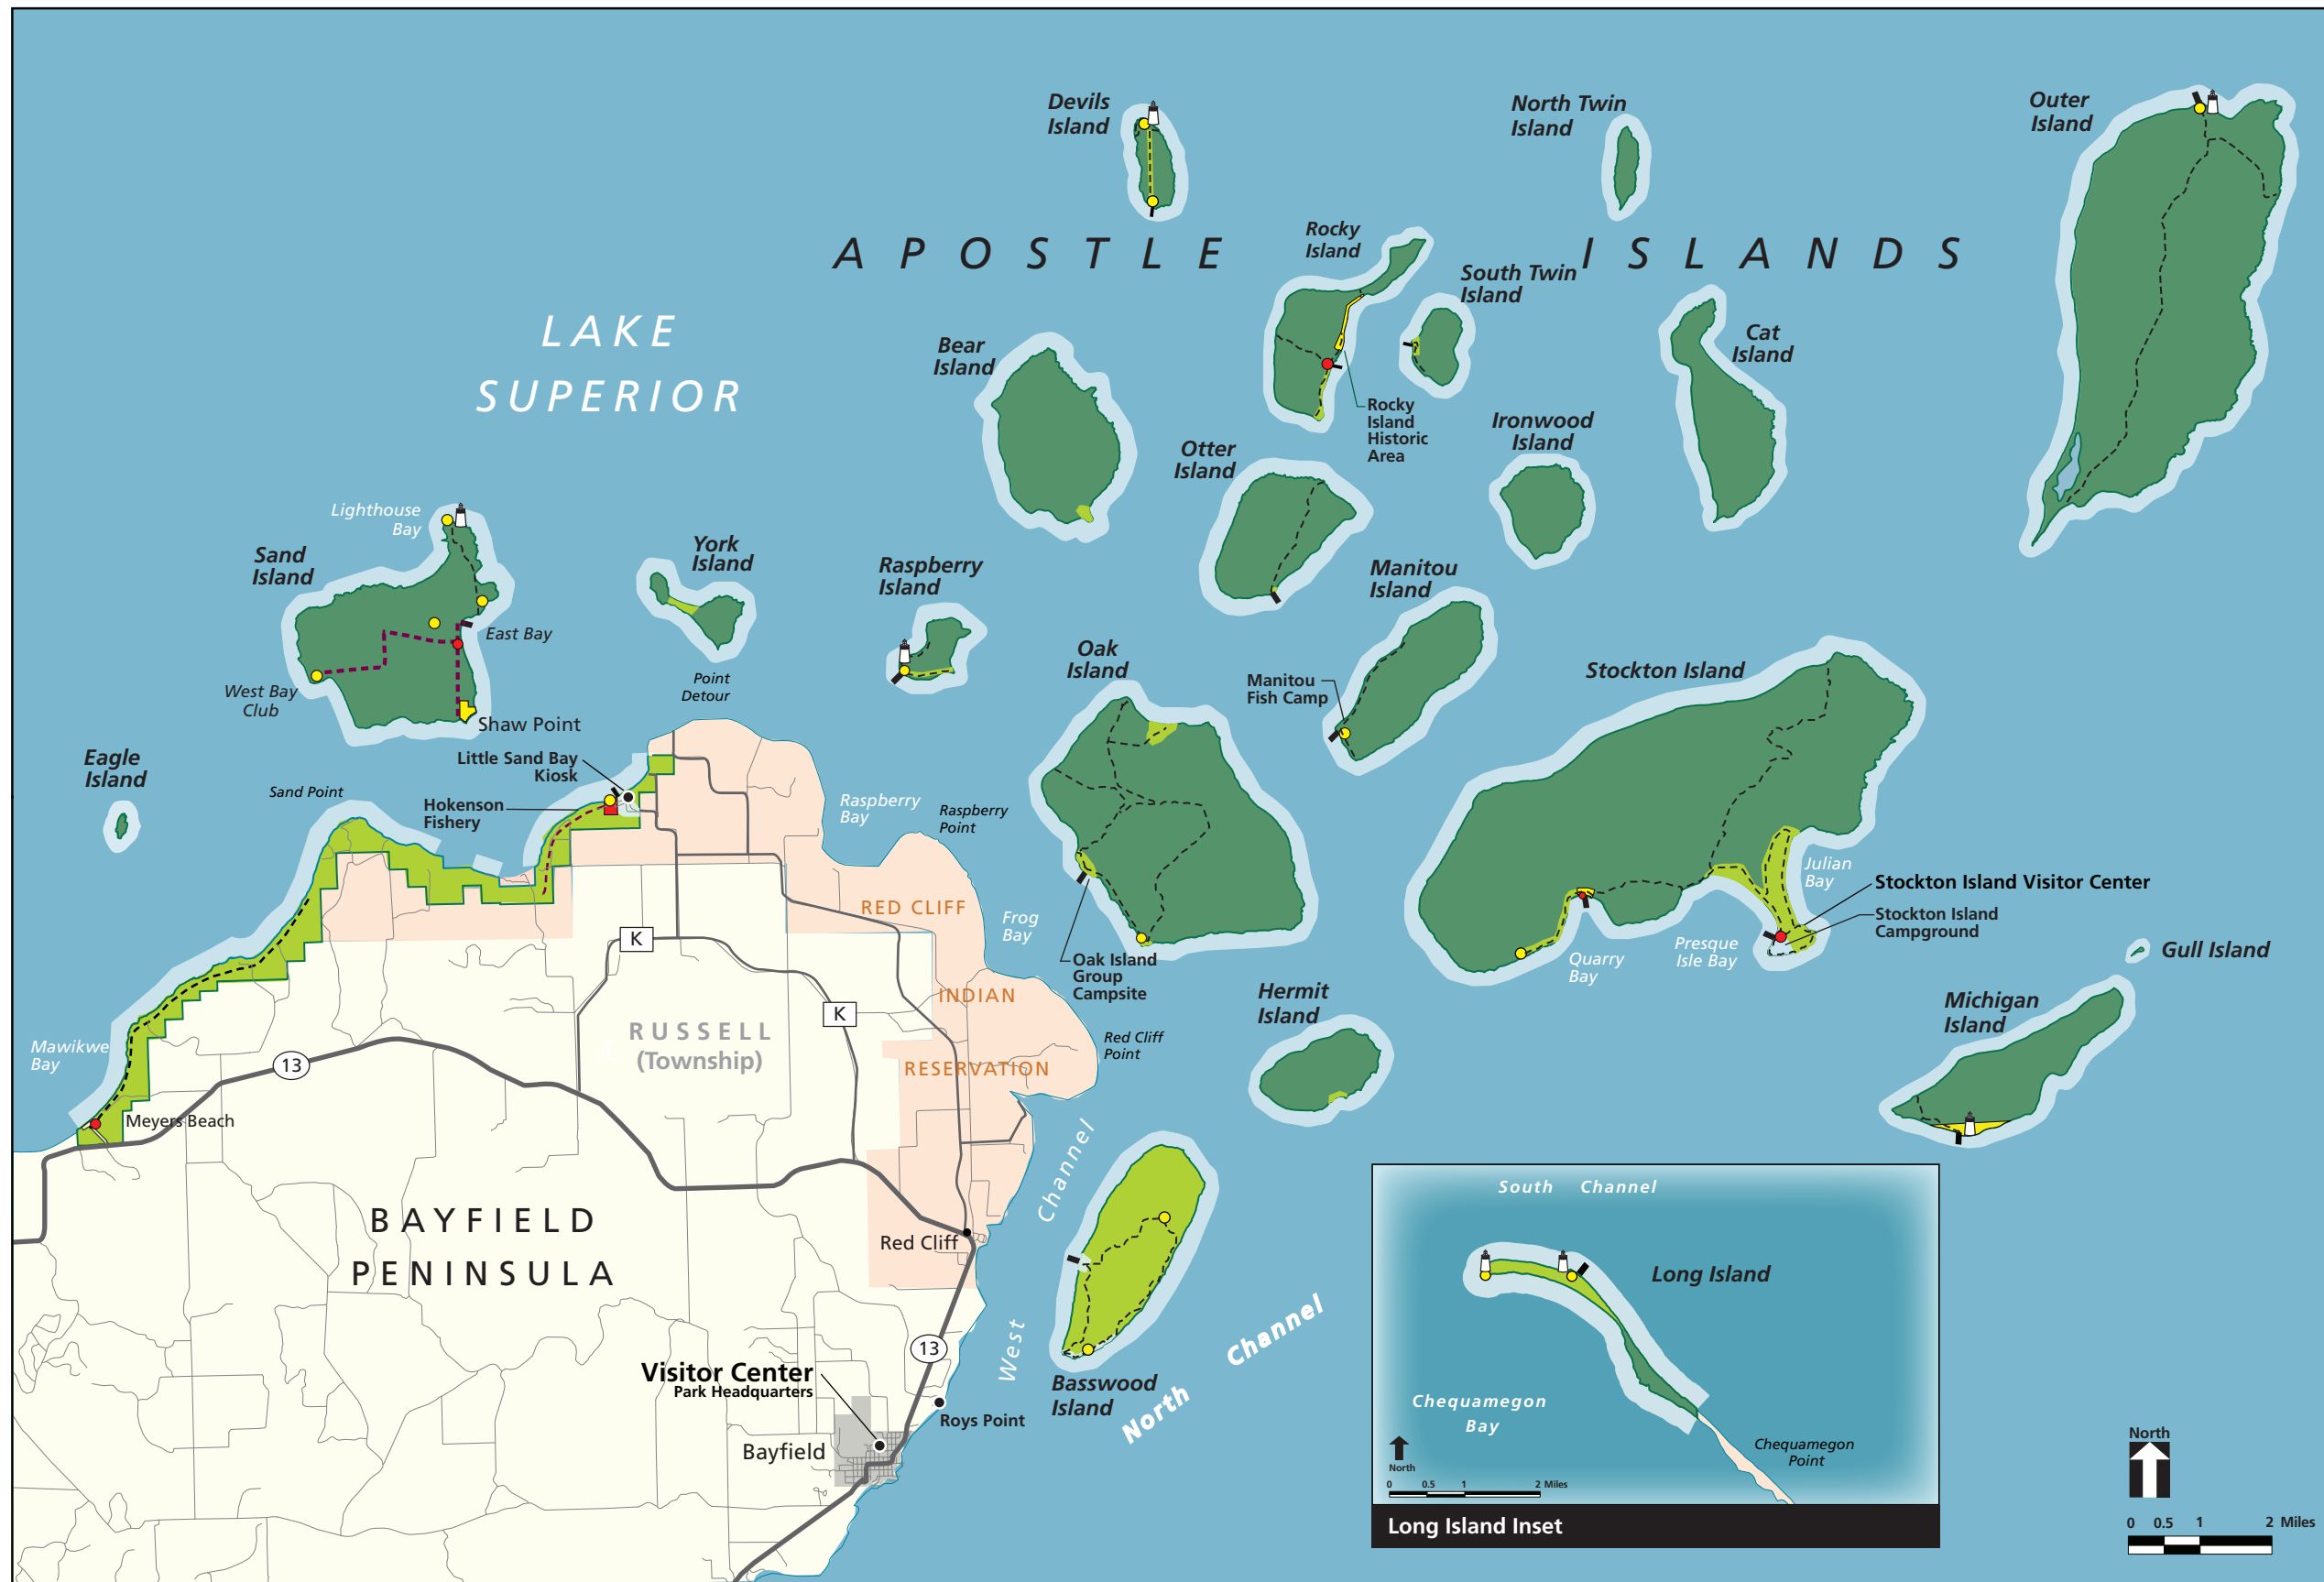 Devils
Island
North Twin
Island
Outer
Island
APOSTLE ISLANDS
Rocky
Island
South Twin
Island
LAKE
SUPERIOR
Bear
Island
Cat
Island
Rocky
Island
Historic
Area
Ironwood
Island
Otter
Island
Lighthouse
Bay
Sand
Island
York
Island
Raspberry
Island
Manitou
Island
East Bay
West Bay
Club
Point
Detour
Oak
Island
Manitou
Fish Camp
Stockton Island
Shaw Point
Little Sand Bay
Kiosk
Eagle
Island
Sand Point
Hokenson
Fishery
Raspberry
Bay
Raspberry
Point
Julian
Bay
Stockton Island Visitor Center
Stockton Island
Campground
RED CLIFF
Frog
Bay
K
Oak Island
Group
Campsite
Quarry
Bay
Presque
Isle Bay
Gull Island
INDIAN
Hermit
Island
Michigan
Island
K
RUSSELL
(Township)
Mawikwe
Bay
13
Red Cliff
Point
RESERVATION
Meyers Beach
West Channel
BAYFIELD
PENINSULA
Red Cliff
13
Visitor Center
Park Headquarters
Roys Point
Bayfield
Basswood
Island
North Channel
South Channel
Long Island
Chequamegon
Bay
Chequamegon
Point
North
0 0.5 1 2 Miles
Long Island Inset
North
0 0.5 1 2 Miles